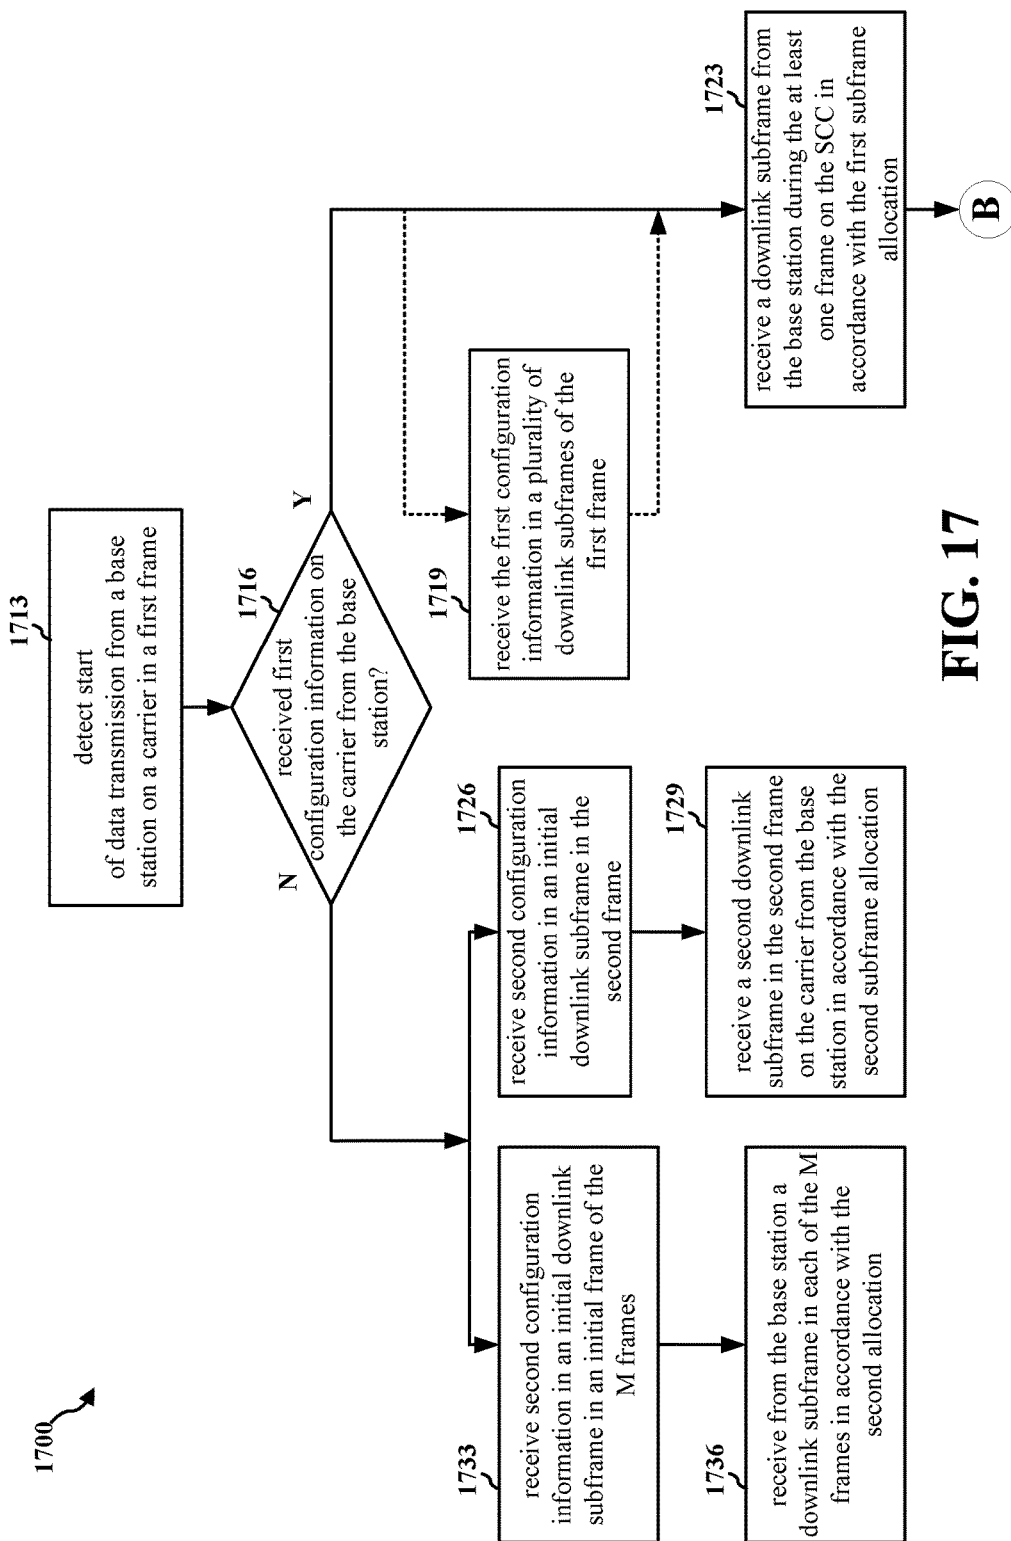 1700
1713
detect start
of data transmission from a base
station on a carrier in a first frame
1716
received first
configuration information on
the carrier from the base
station?
N
Y
1733
receive second configuration
information in an initial downlink
subframe in an initial frame of the
M frames
1726
receive second configuration
information in an initial
downlink subframe in the
second frame
1719
receive the first configuration
information in a plurality of
downlink subframes of the
first frame
1736
receive from the base station a
downlink subframe in each of the M
frames in accordance with the
second allocation
1729
receive a second downlink
subframe in the second frame
on the carrier from the base
station in accordance with the
second subframe allocation
1723
receive a downlink subframe from
the base station during the at least
one frame on the SCC in
accordance with the first subframe
allocation
B
FIG. 17